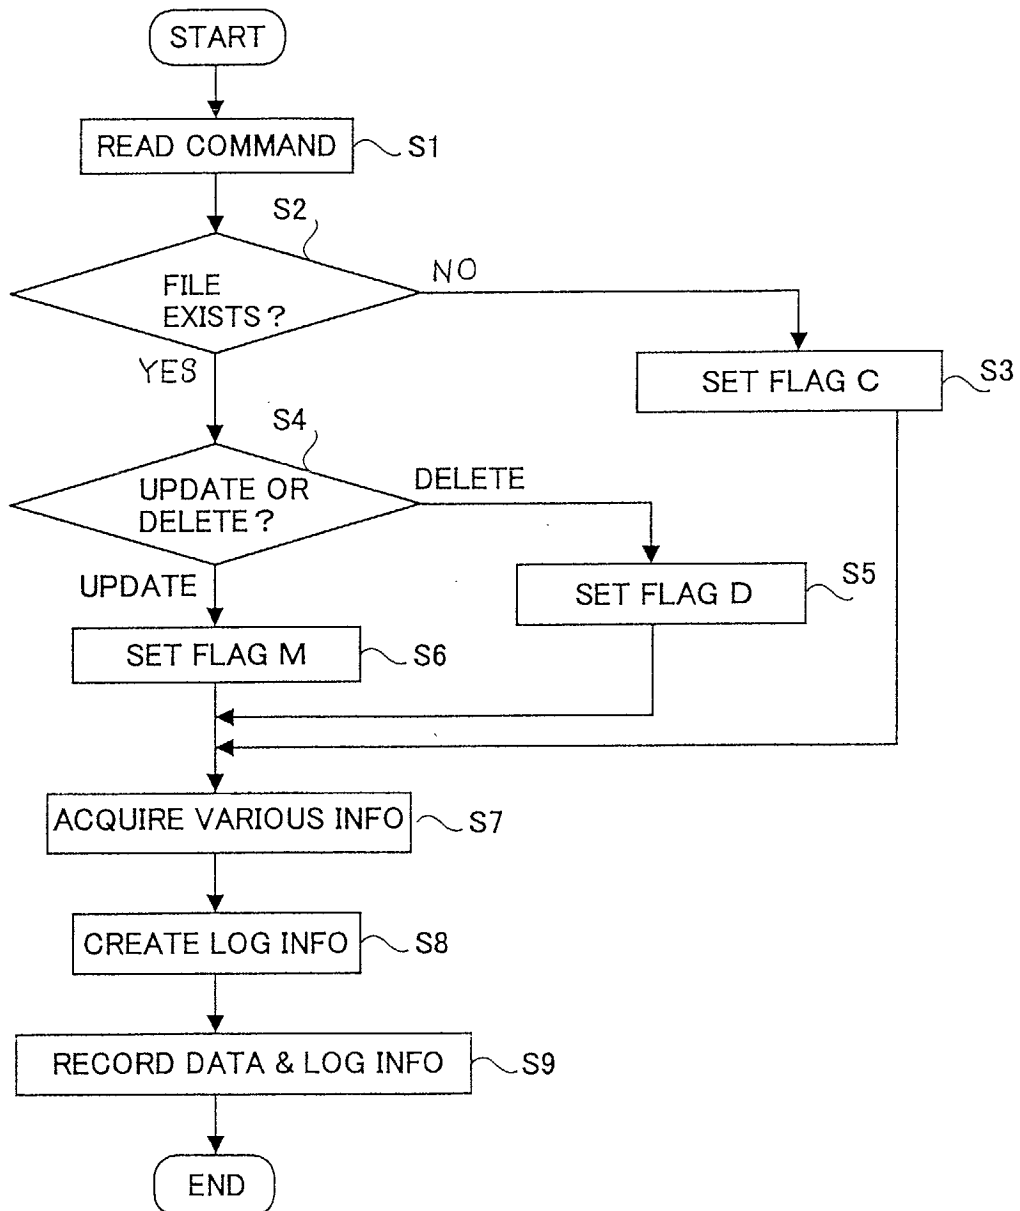 START
READ COMMAND
S1
S2
FILE
EXISTS?
NO
YES
SET FLAG C
S3
S4
UPDATE OR
DELETE?
DELETE
UPDATE
SET FLAG D
S5
SET FLAG M
S6
ACQUIRE VARIOUS INFO
S7
CREATE LOG INFO
S8
RECORD DATA & LOG INFO
S9
END